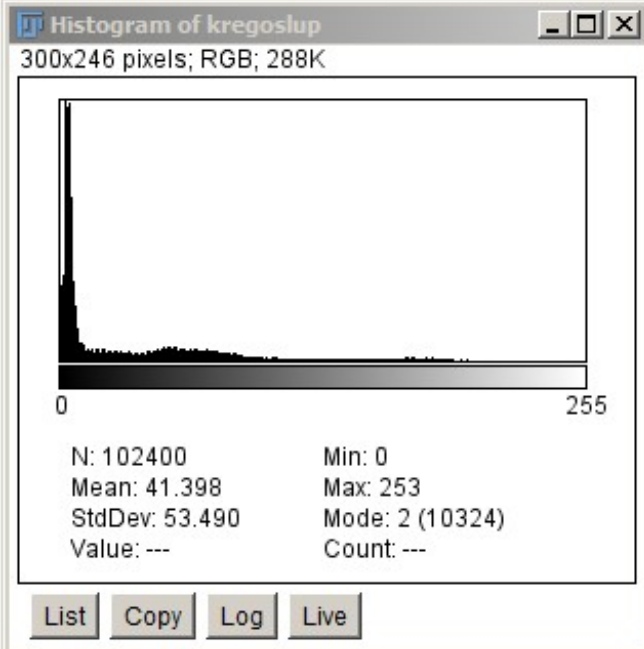 Histogram of kregoslup
300x246 pixels; RGB; 288K
0 255
N: 102400 Min: 0
Mean: 41.398 Max: 253
StdDev: 53.490 Mode: 2 (10324)
Value: --- Count: ---
List Copy Log Live